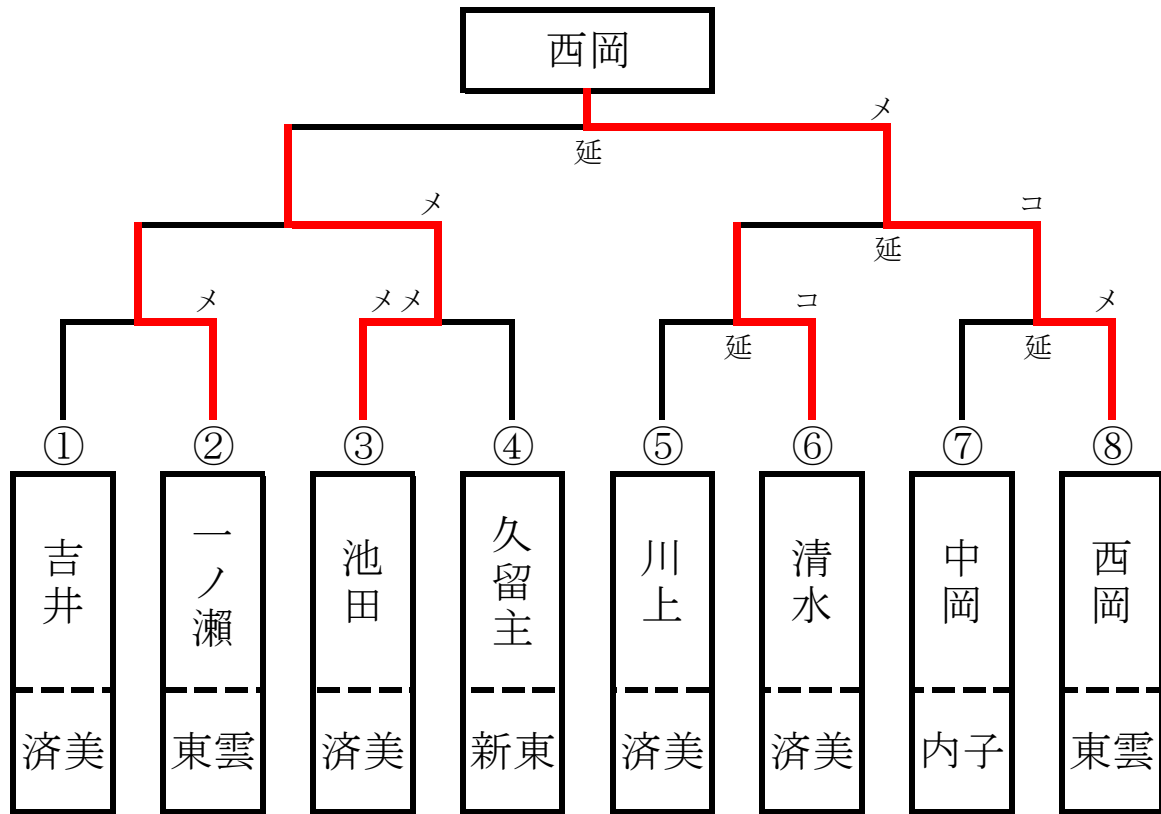 西岡
メ
延
メ
コ
延
メ
メメ
コ
メ
延
延
① ② ③ ④ ⑤ ⑥ ⑦ ⑧
吉井
一ノ瀬
池田
久留主
川上
清水
中岡
西岡
済美
東雲
済美
新東
済美
済美
内子
東雲